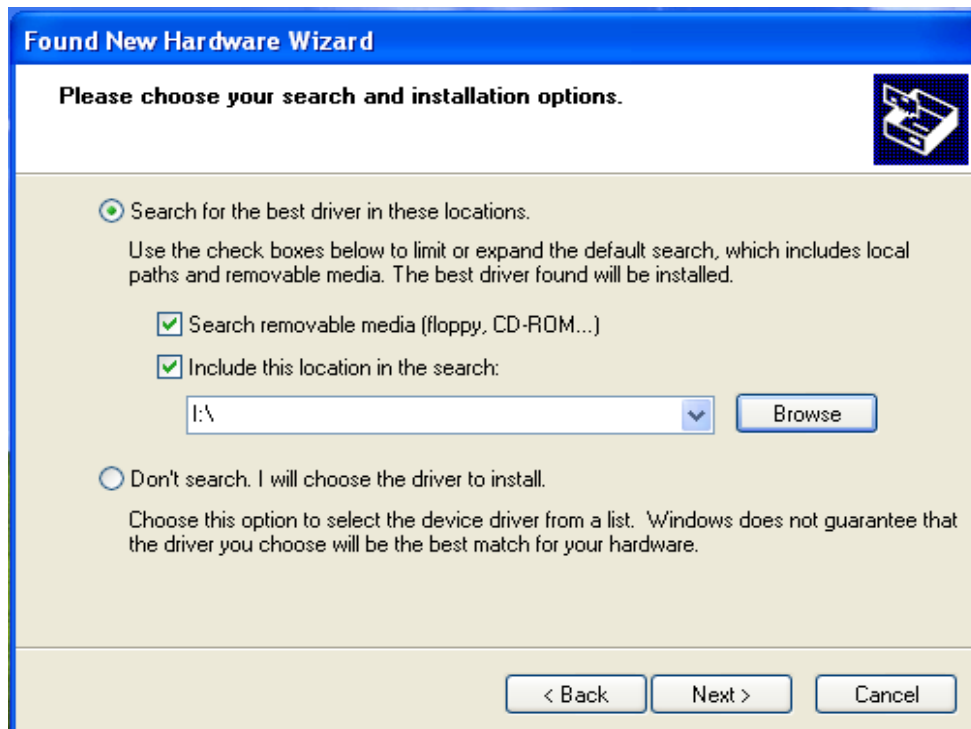 Found New Hardware Wizard
Please choose your search and installation options.
Search for the best driver in these locations.
Use the check boxes below to limit or expand the default search, which includes local
paths and removable media. The best driver found will be installed.
Search removable media (floppy, CD-ROM...)
Include this location in the search:
I:\
Browse
Don't search. I will choose the driver to install.
Choose this option to select the device driver from a list.  Windows does not guarantee that
the driver you choose will be the best match for your hardware.
< Back
Next >
Cancel